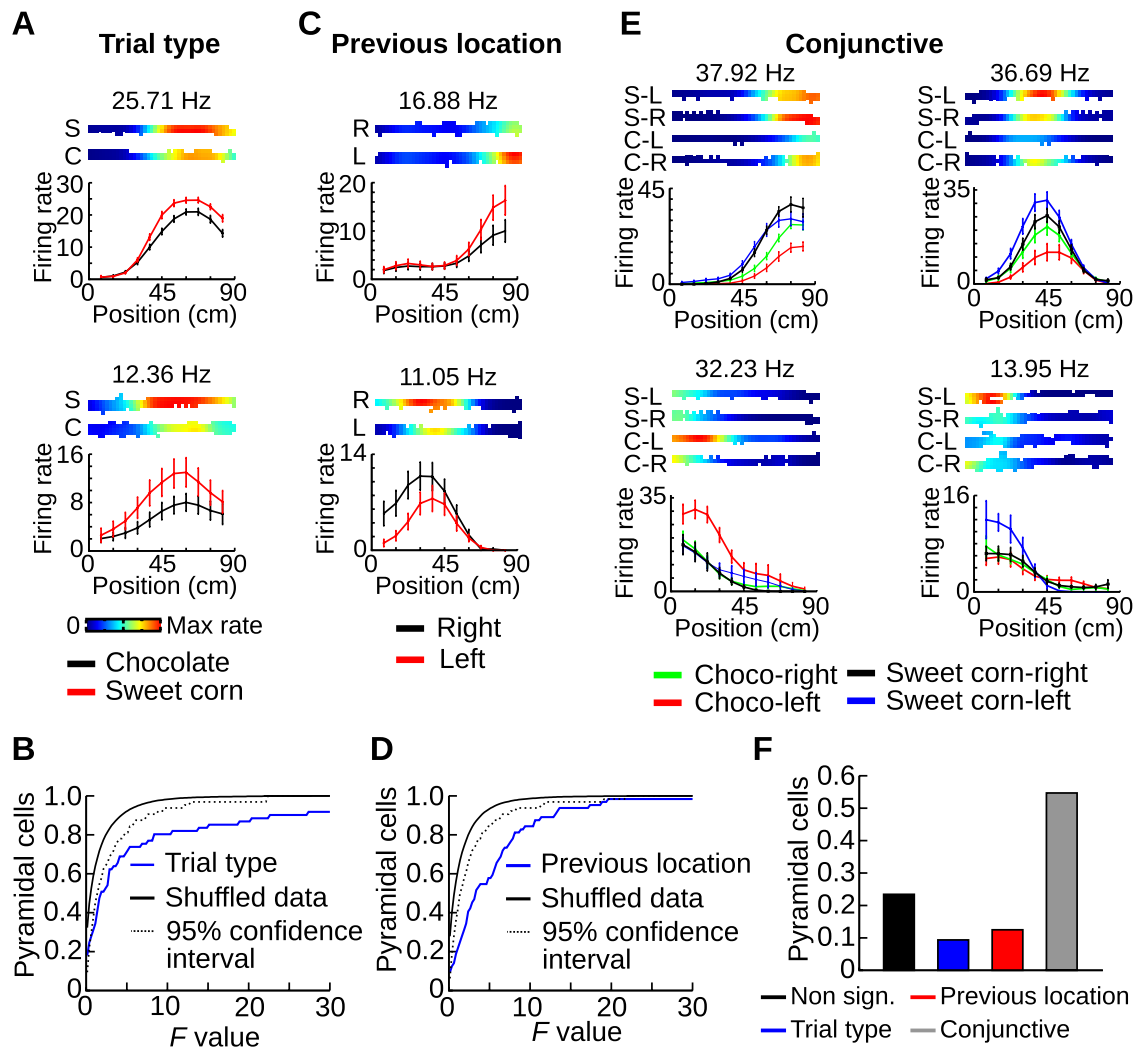 A
Trial type
25.71 Hz
S
C
Firing rate
30
20
10
0
0 45 90
Position (cm)
12.36 Hz
S
C
Firing rate
16
8
0
0 45 90
Position (cm)
0 Max rate
Chocolate
Sweet corn
C
Previous location
16.88 Hz
R
L
Firing rate
20
10
0
0 45 90
Position (cm)
11.05 Hz
R
L
Firing rate
14
0
0 45 90
Position (cm)
Right
Left
E
Conjunctive
37.92 Hz
S-L
S-R
C-L
C-R
Firing rate
45
0
0 45 90
Position (cm)
36.69 Hz
S-L
S-R
C-L
C-R
Firing rate
35
0
0 45 90
Position (cm)
32.23 Hz
S-L
S-R
C-L
C-R
Firing rate
35
0
0 45 90
Position (cm)
13.95 Hz
S-L
S-R
C-L
C-R
Firing rate
16
0
0 45 90
Position (cm)
Choco-right
Sweet corn-right
Choco-left
Sweet corn-left
B
Pyramidal cells
1.0
0.8
0.6
0.4
0.2
0
0 10 20 30
F value
Trial type
Shuffled data
95% confidence
interval
D
Pyramidal cells
1.0
0.8
0.6
0.4
0.2
0
0 10 20 30
F value
Previous location
Shuffled data
95% confidence
interval
F
Pyramidal cells
0.6
0.5
0.4
0.3
0.2
0.1
0
Non sign.
Previous location
Trial type
Conjunctive